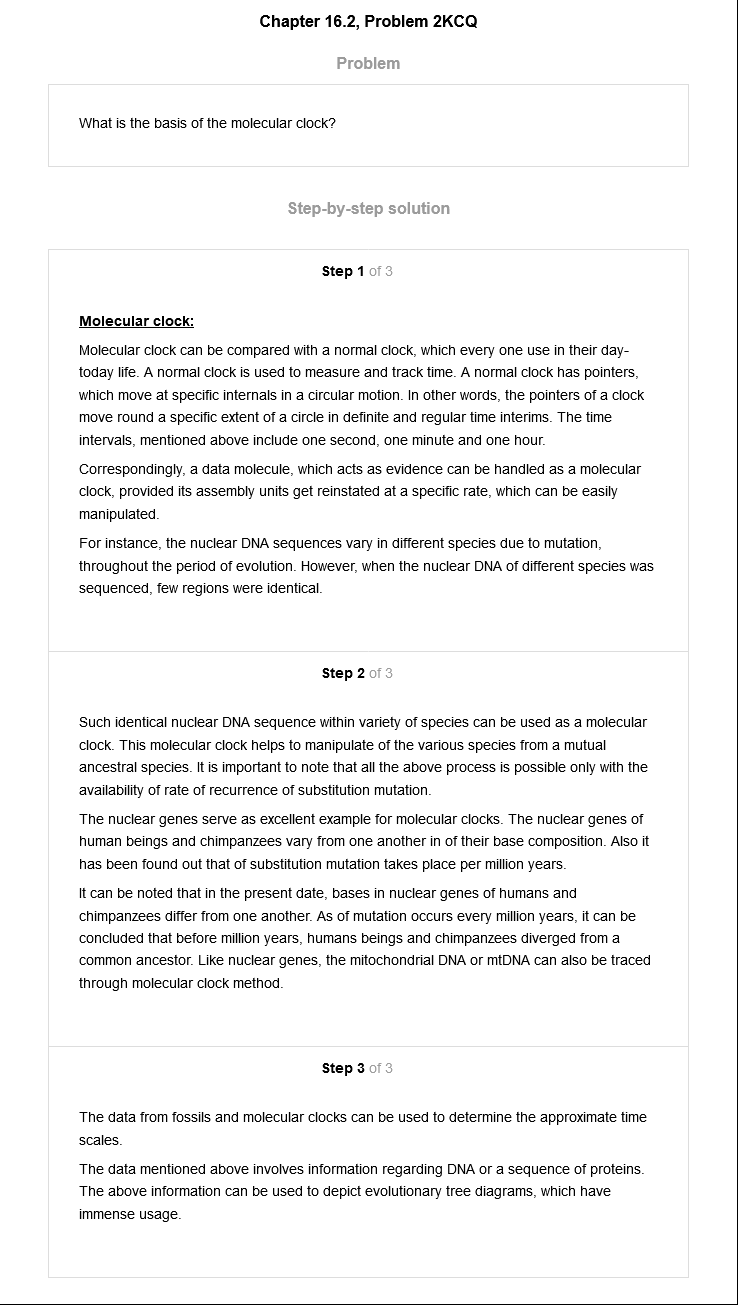 Chapter 16.2, Problem 2KCQ
Problem
What is the basis of the molecular clock?
Step-by-step solution
Step 1 of 3
Molecular clock:
Molecular clock can be compared with a normal clock, which every one use in their day-
today life. A normal clock is used to measure and track time. A normal clock has pointers,
which move at specific internals in a circular motion. In other words, the pointers of a clock
move round a specific extent of a circle in definite and regular time interims. The time
intervals, mentioned above include one second, one minute and one hour.
Correspondingly, a data molecule, which acts as evidence can be handled as a molecular
clock, provided its assembly units get reinstated at a specific rate, which can be easily
manipulated.
For instance, the nuclear DNA sequences vary in different species due to mutation,
throughout the period of evolution. However, when the nuclear DNA of different species was
sequenced, few regions were identical.
Step 2 of 3
Such identical nuclear DNA sequence within variety of species can be used as a molecular
clock. This molecular clock helps to manipulate of the various species from a mutual
ancestral species. It is important to note that all the above process is possible only with the
availability of rate of recurrence of substitution mutation.
The nuclear genes serve as excellent example for molecular clocks. The nuclear genes of
human beings and chimpanzees vary from one another in of their base composition. Also it
has been found out that of substitution mutation takes place per million years.
It can be noted that in the present date, bases in nuclear genes of humans and
chimpanzees differ from one another. As of mutation occurs every million years, it can be
concluded that before million years, humans beings and chimpanzees diverged from a
common ancestor. Like nuclear genes, the mitochondrial DNA or mtDNA can also be traced
through molecular clock method.
Step 3 of 3
The data from fossils and molecular clocks can be used to determine the approximate time
scales.
The data mentioned above involves information regarding DNA or a sequence of proteins.
The above information can be used to depict evolutionary tree diagrams, which have
immense usage.